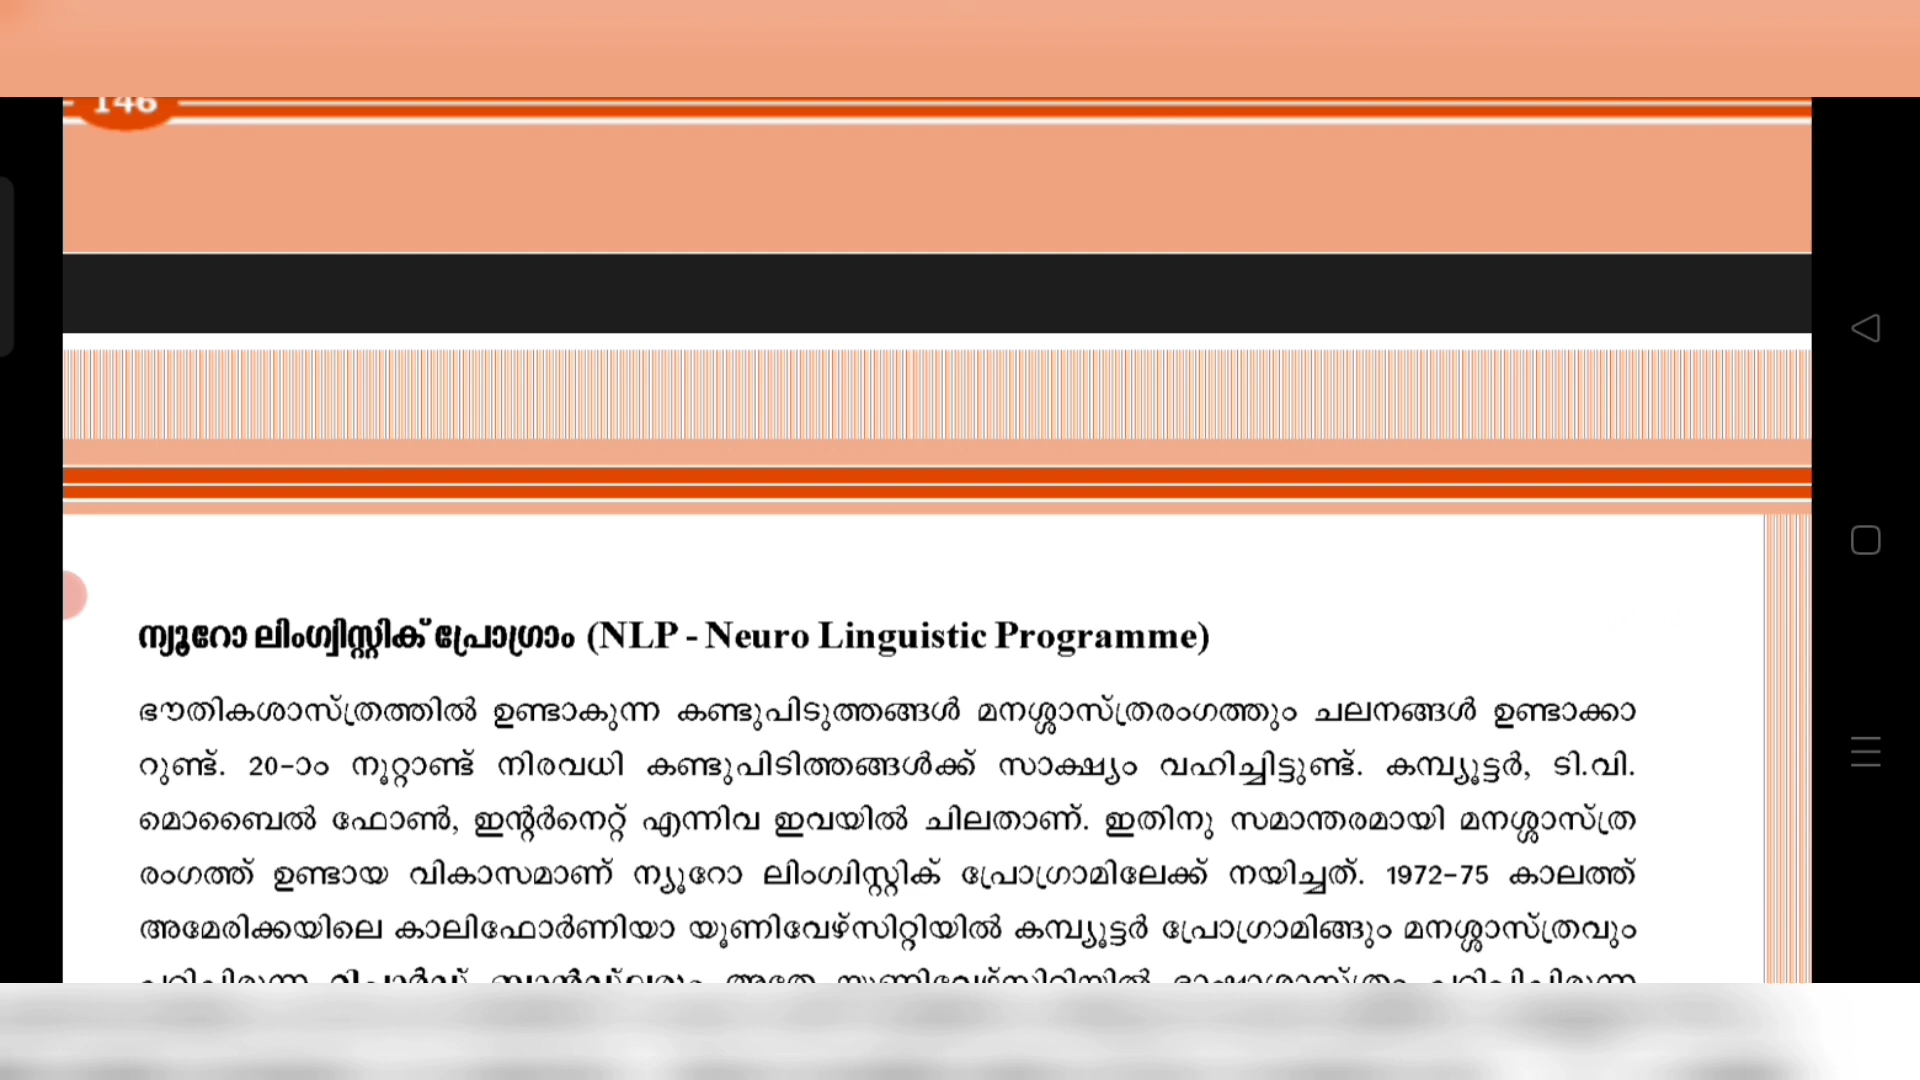 146
ന്യൂറോ ലിംഗ്വിസ്റ്റിക് പ്രോഗ്രാം (NLP - Neuro Linguistic Programme)
ഭൗതികശാസ്ത്രത്തിൽ ഉണ്ടാകുന്ന കണ്ടുപിടുത്തങ്ങൾ മനശ്ശാസ്ത്രരംഗത്തും ചലനങ്ങൾ ഉണ്ടാക്കാ
റുണ്ട്. 20-ാം നൂറ്റാണ്ട് നിരവധി കണ്ടുപിടിത്തങ്ങൾക്ക് സാക്ഷ്യം വഹിച്ചിട്ടുണ്ട്. കമ്പ്യൂട്ടർ, ടി.വി.
മൊബൈൽ ഫോൺ, ഇന്റർനെറ്റ് എന്നിവ ഇവയിൽ ചിലതാണ്. ഇതിനു സമാന്തരമായി മനശ്ശാസ്ത്ര
രംഗത്ത് ഉണ്ടായ വികാസമാണ് ന്യൂറോ ലിംഗ്വിസ്റ്റിക് പ്രോഗ്രാമിലേക്ക് നയിച്ചത്. 1972-75 കാലത്ത്
അമേരിക്കയിലെ കാലിഫോർണിയാ യൂണിവേഴ്സിറ്റിയിൽ കമ്പ്യൂട്ടർ പ്രോഗ്രാമിങ്ങും മനശ്ശാസ്ത്രവും